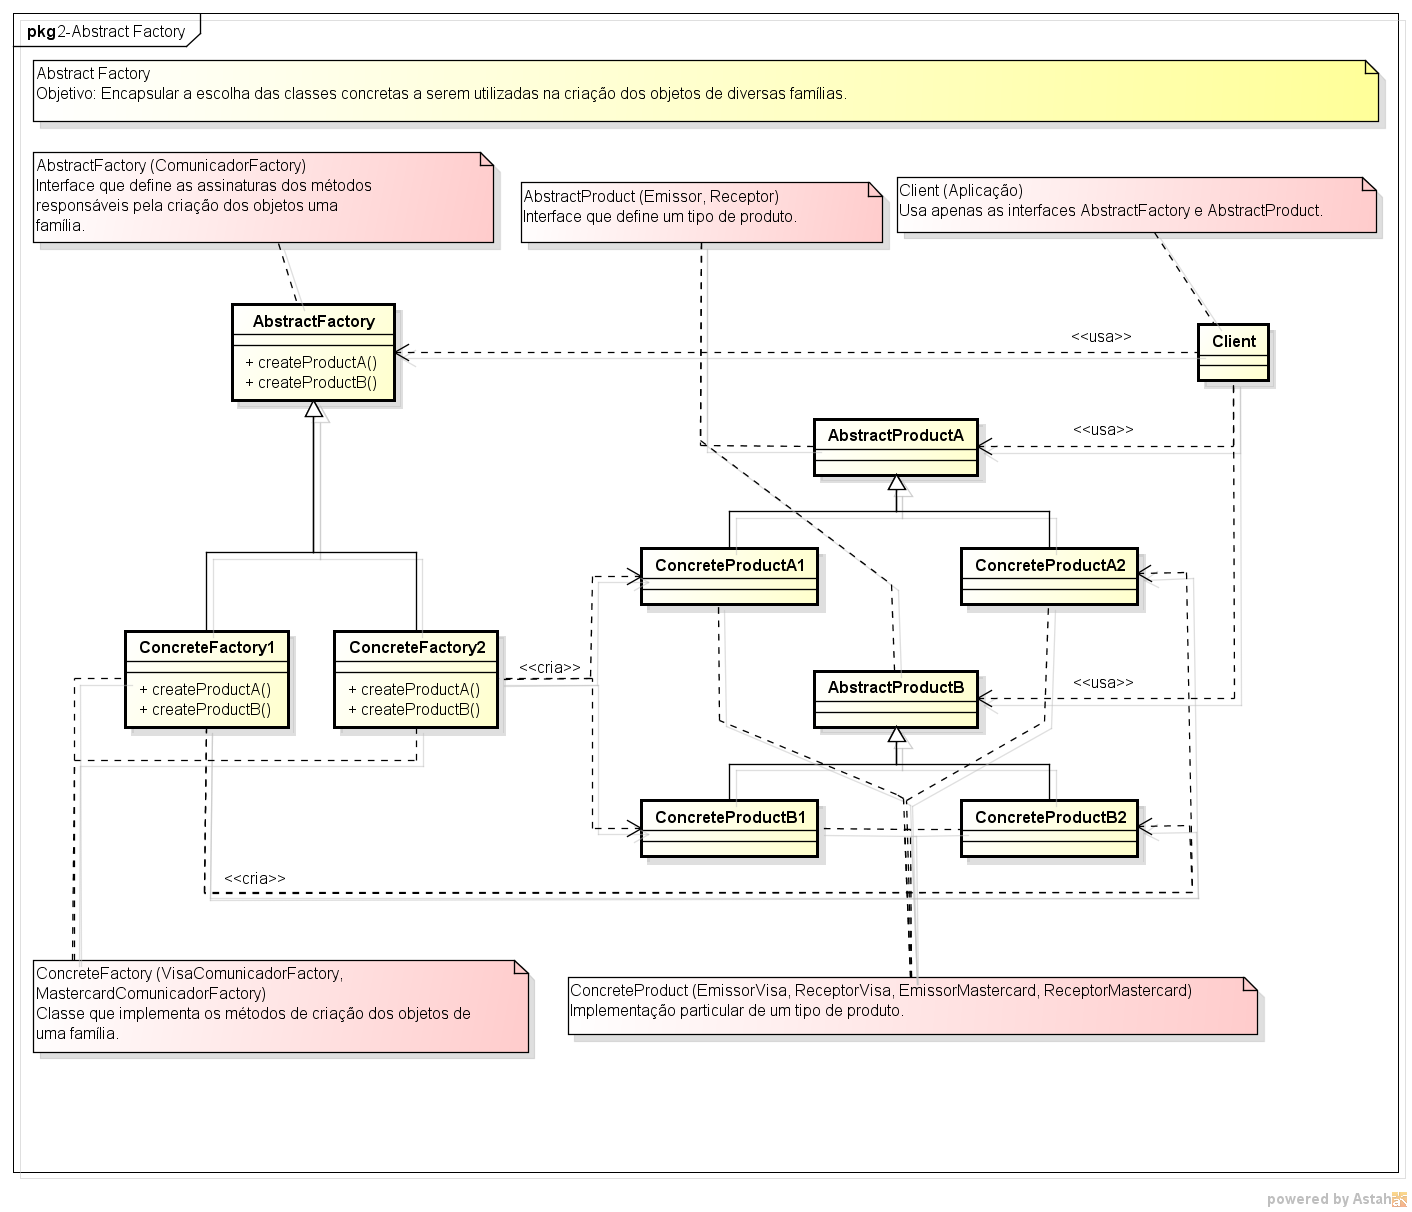 pkg 2-Abstract Factory
Abstract Factory
Objetivo: Encapsular a escolha das classes concretas a serem utilizadas na criação dos objetos de diversas famílias.
AbstractFactory (ComunicadorFactory)
Interface que define as assinaturas dos métodos
responsáveis pela criação dos objetos uma
família.
AbstractProduct (Emissor, Receptor)
Interface que define um tipo de produto.
Client (Aplicação)
Usa apenas as interfaces AbstractFactory e AbstractProduct.
AbstractFactory
+ createProductA()
+ createProductB()
<<usa>>
Client
AbstractProductA
<<usa>>
ConcreteProductA1
ConcreteProductA2
ConcreteFactory1
+ createProductA()
+ createProductB()
ConcreteFactory2
+ createProductA()
+ createProductB()
<<cria>>
AbstractProductB
<<usa>>
ConcreteProductB1
ConcreteProductB2
<<cria>>
ConcreteFactory (VisaComunicadorFactory,
MastercardComunicadorFactory)
Classe que implementa os métodos de criação dos objetos de
uma família.
ConcreteProduct (EmissorVisa, ReceptorVisa, EmissorMastercard, ReceptorMastercard)
Implementação particular de um tipo de produto.
powered by Astah